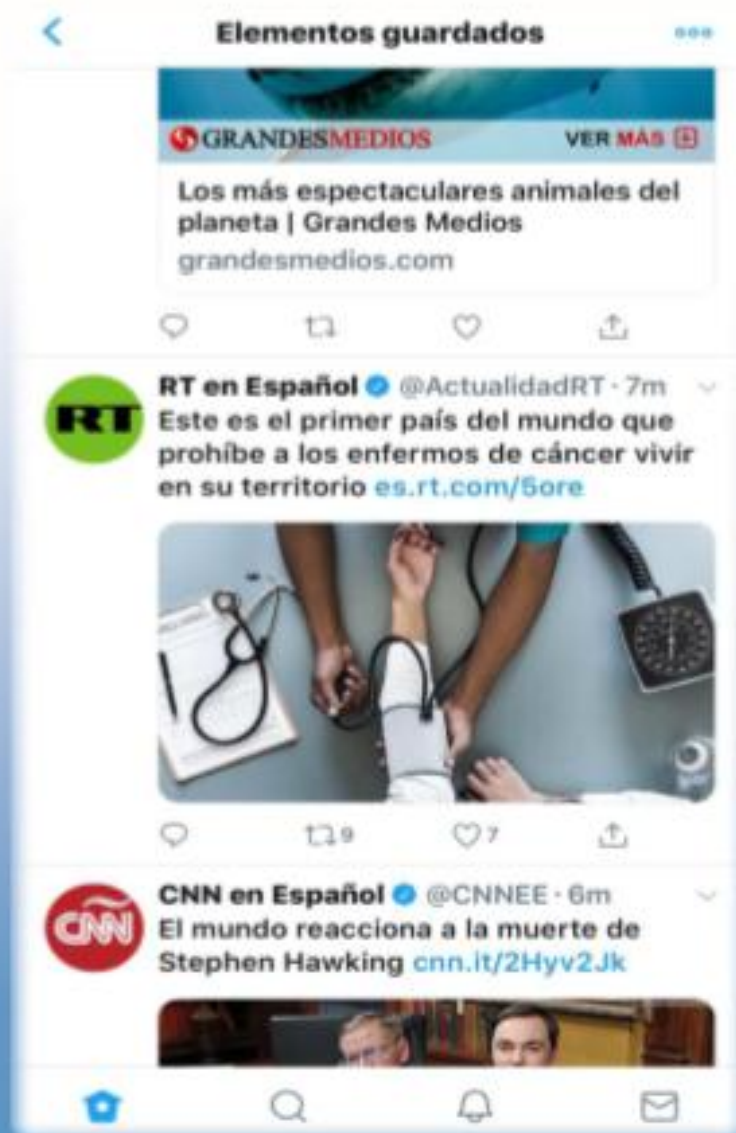 Elementos guardados
GRANDESMEDIOS VER MÁS
Los más espectaculares animales del
planeta | Grandes Medios
grandesmedios.com
RT en Español @ActualidadRT · 7m
RT
Este es el primer país del mundo que
prohíbe a los enfermos de cáncer vivir
en su territorio es.rt.com/5ore
9 7
CNN en Español @CNNEE · 6m
CNN
El mundo reacciona a la muerte de
Stephen Hawking cnn.it/2Hyv2Jk